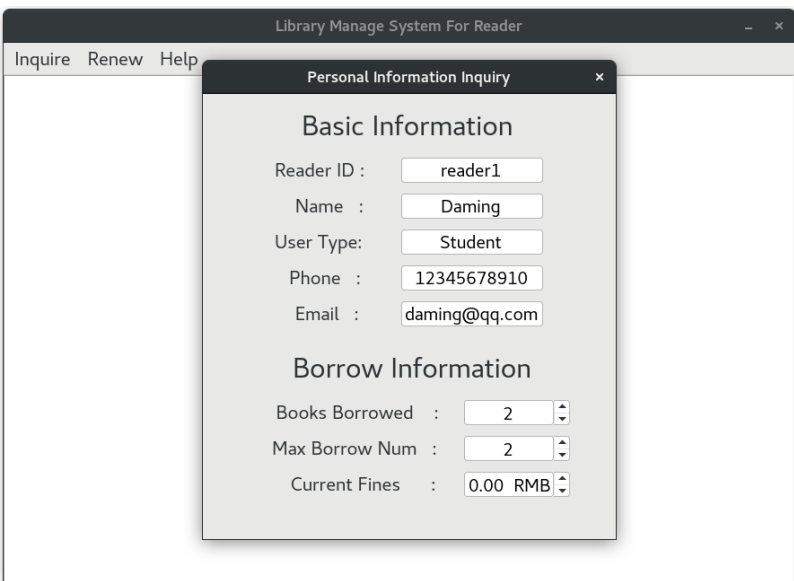 Library Manage System For Reader
Inquire Renew Help
Personal Information Inquiry
Basic Information
Reader ID : reader1
Name : Daming
User Type: Student
Phone : 12345678910
Email : daming@qq.com
Borrow Information
Books Borrowed : 2
Max Borrow Num : 2
Current Fines : 0.00 RMB